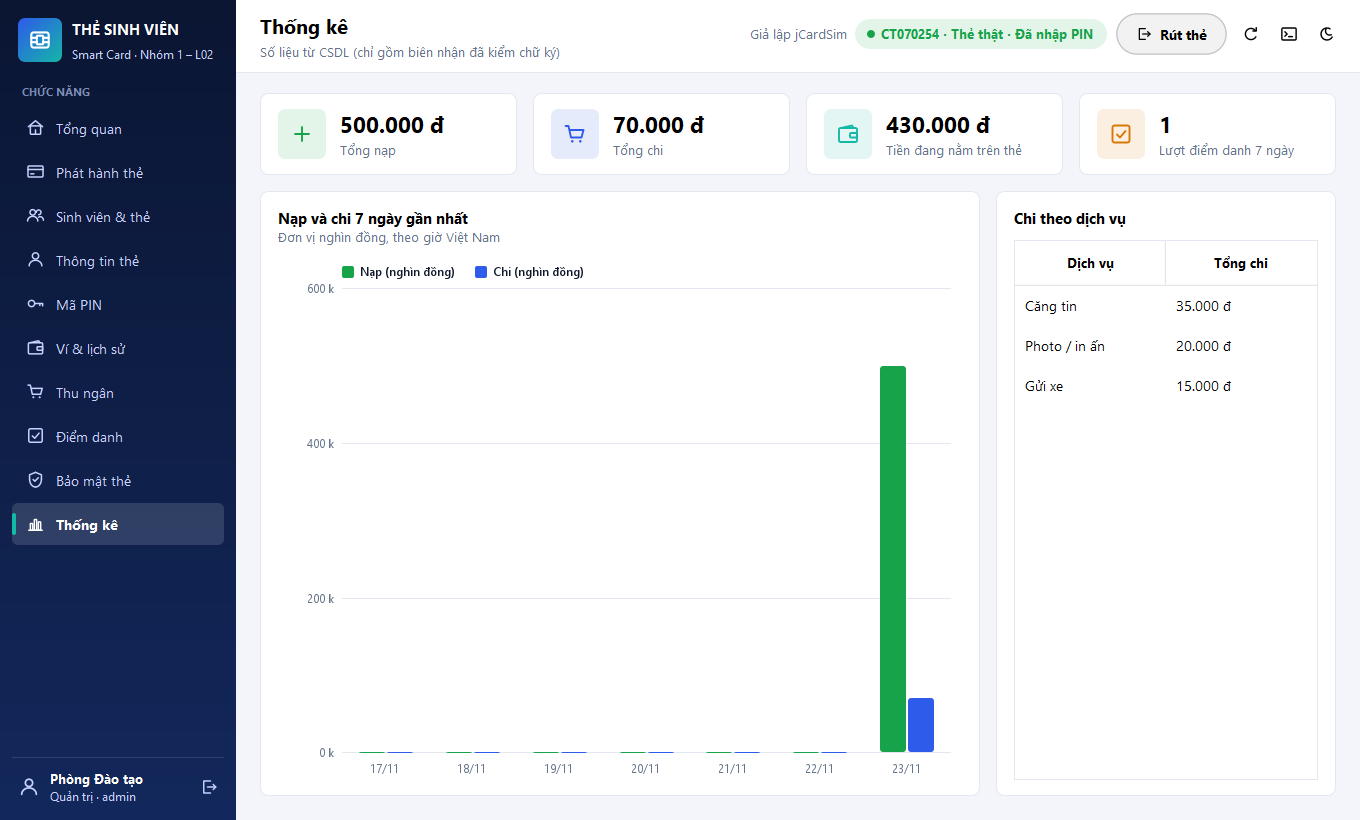 THẺ SINH VIÊN
Smart Card · Nhóm 1 – L02
CHỨC NĂNG
Tổng quan
Phát hành thẻ
Sinh viên & thẻ
Thông tin thẻ
Mã PIN
Ví & lịch sử
Thu ngân
Điểm danh
Bảo mật thẻ
Thống kê
Phòng Đào tạo
Quản trị · admin
Thống kê
Số liệu từ CSDL (chỉ gồm biên nhận đã kiểm chữ ký)
Giả lập jCardSim
CT070254 · Thẻ thật · Đã nhập PIN
Rút thẻ
500.000 đ
Tổng nạp
70.000 đ
Tổng chi
430.000 đ
Tiền đang nằm trên thẻ
1
Lượt điểm danh 7 ngày
Nạp và chi 7 ngày gần nhất
Đơn vị nghìn đồng, theo giờ Việt Nam
Nạp (nghìn đồng) Chi (nghìn đồng)
600 k
400 k
200 k
0 k
17/11 18/11 19/11 20/11 21/11 22/11 23/11
Chi theo dịch vụ
Dịch vụ Tổng chi
Căng tin 35.000 đ
Photo / in ấn 20.000 đ
Gửi xe 15.000 đ